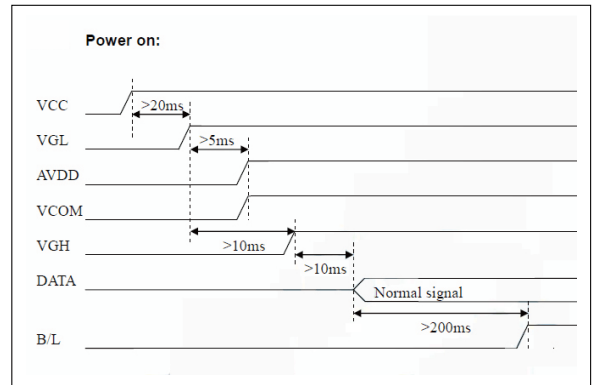 Power on:
VCC
>20ms
VGL
>5ms
AVDD
VCOM
VGH
>10ms
>10ms
DATA
Normal signal
>200ms
B/L